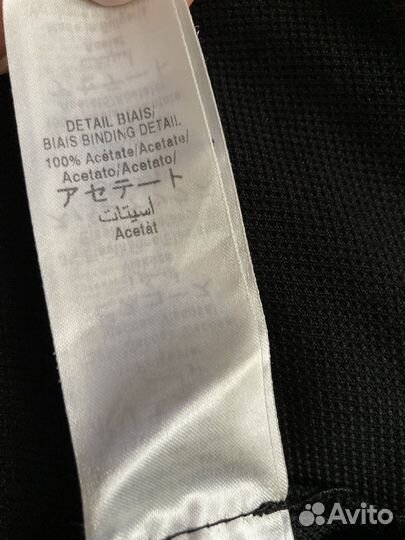 DETAIL BIAIS/
BIAIS BINDING DETAIL
100% Acétate/Acetate/
Acetato/Acetato/
アセテート
أسيتات
Acetát
Avito